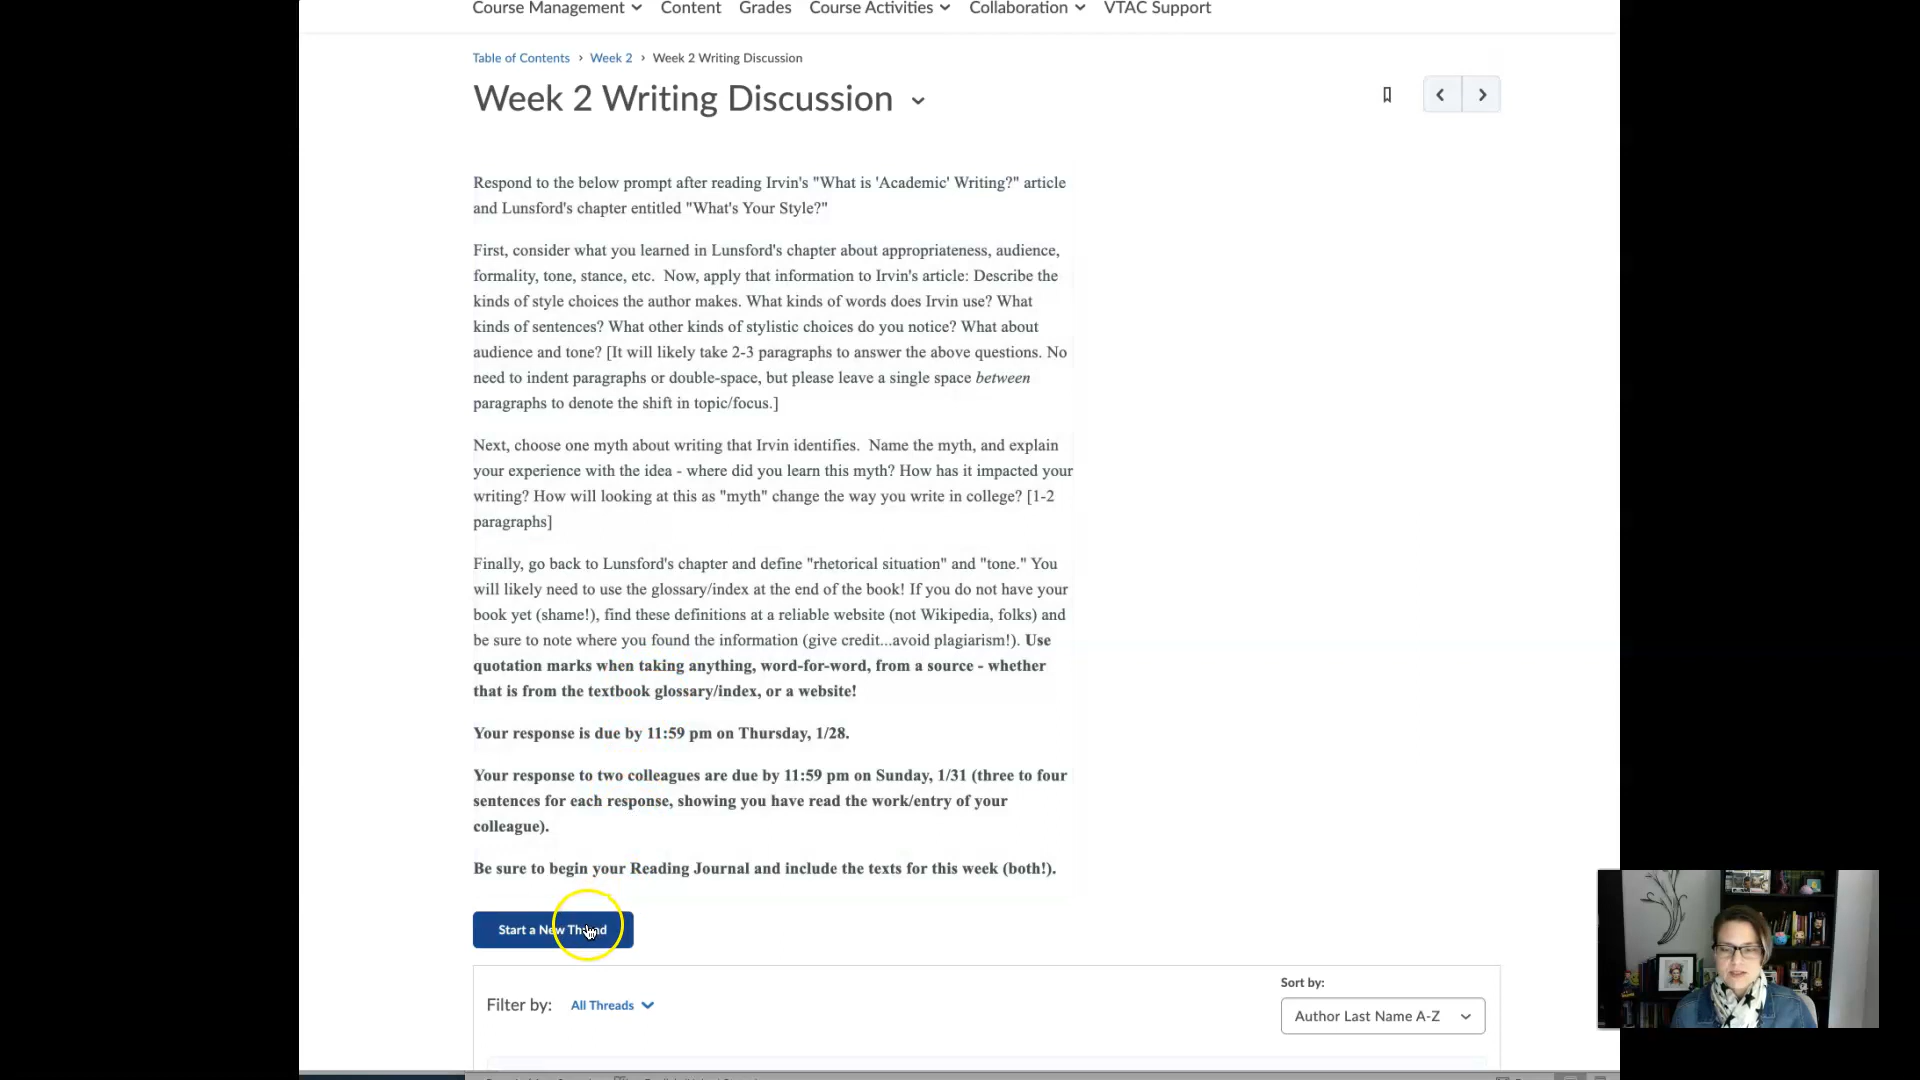 Course Management Content Grades Course Activities Collaboration VTAC Support
Table of Contents › Week 2 › Week 2 Writing Discussion
Week 2 Writing Discussion
Respond to the below prompt after reading Irvin's "What is 'Academic' Writing?" article
and Lunsford's chapter entitled "What's Your Style?"
First, consider what you learned in Lunsford's chapter about appropriateness, audience,
formality, tone, stance, etc.  Now, apply that information to Irvin's article: Describe the
kinds of style choices the author makes. What kinds of words does Irvin use? What
kinds of sentences? What other kinds of stylistic choices do you notice? What about
audience and tone? [It will likely take 2-3 paragraphs to answer the above questions. No
need to indent paragraphs or double-space, but please leave a single space between
paragraphs to denote the shift in topic/focus.]
Next, choose one myth about writing that Irvin identifies.  Name the myth, and explain
your experience with the idea - where did you learn this myth? How has it impacted your
writing? How will looking at this as "myth" change the way you write in college? [1-2
paragraphs]
Finally, go back to Lunsford's chapter and define "rhetorical situation" and "tone." You
will likely need to use the glossary/index at the end of the book! If you do not have your
book yet (shame!), find these definitions at a reliable website (not Wikipedia, folks) and
be sure to note where you found the information (give credit...avoid plagiarism!). Use
quotation marks when taking anything, word-for-word, from a source - whether
that is from the textbook glossary/index, or a website!
Your response is due by 11:59 pm on Thursday, 1/28.
Your response to two colleagues are due by 11:59 pm on Sunday, 1/31 (three to four
sentences for each response, showing you have read the work/entry of your
colleague).
Be sure to begin your Reading Journal and include the texts for this week (both!).
Start a New Thread
Sort by:
Filter by: All Threads
Author Last Name A-Z